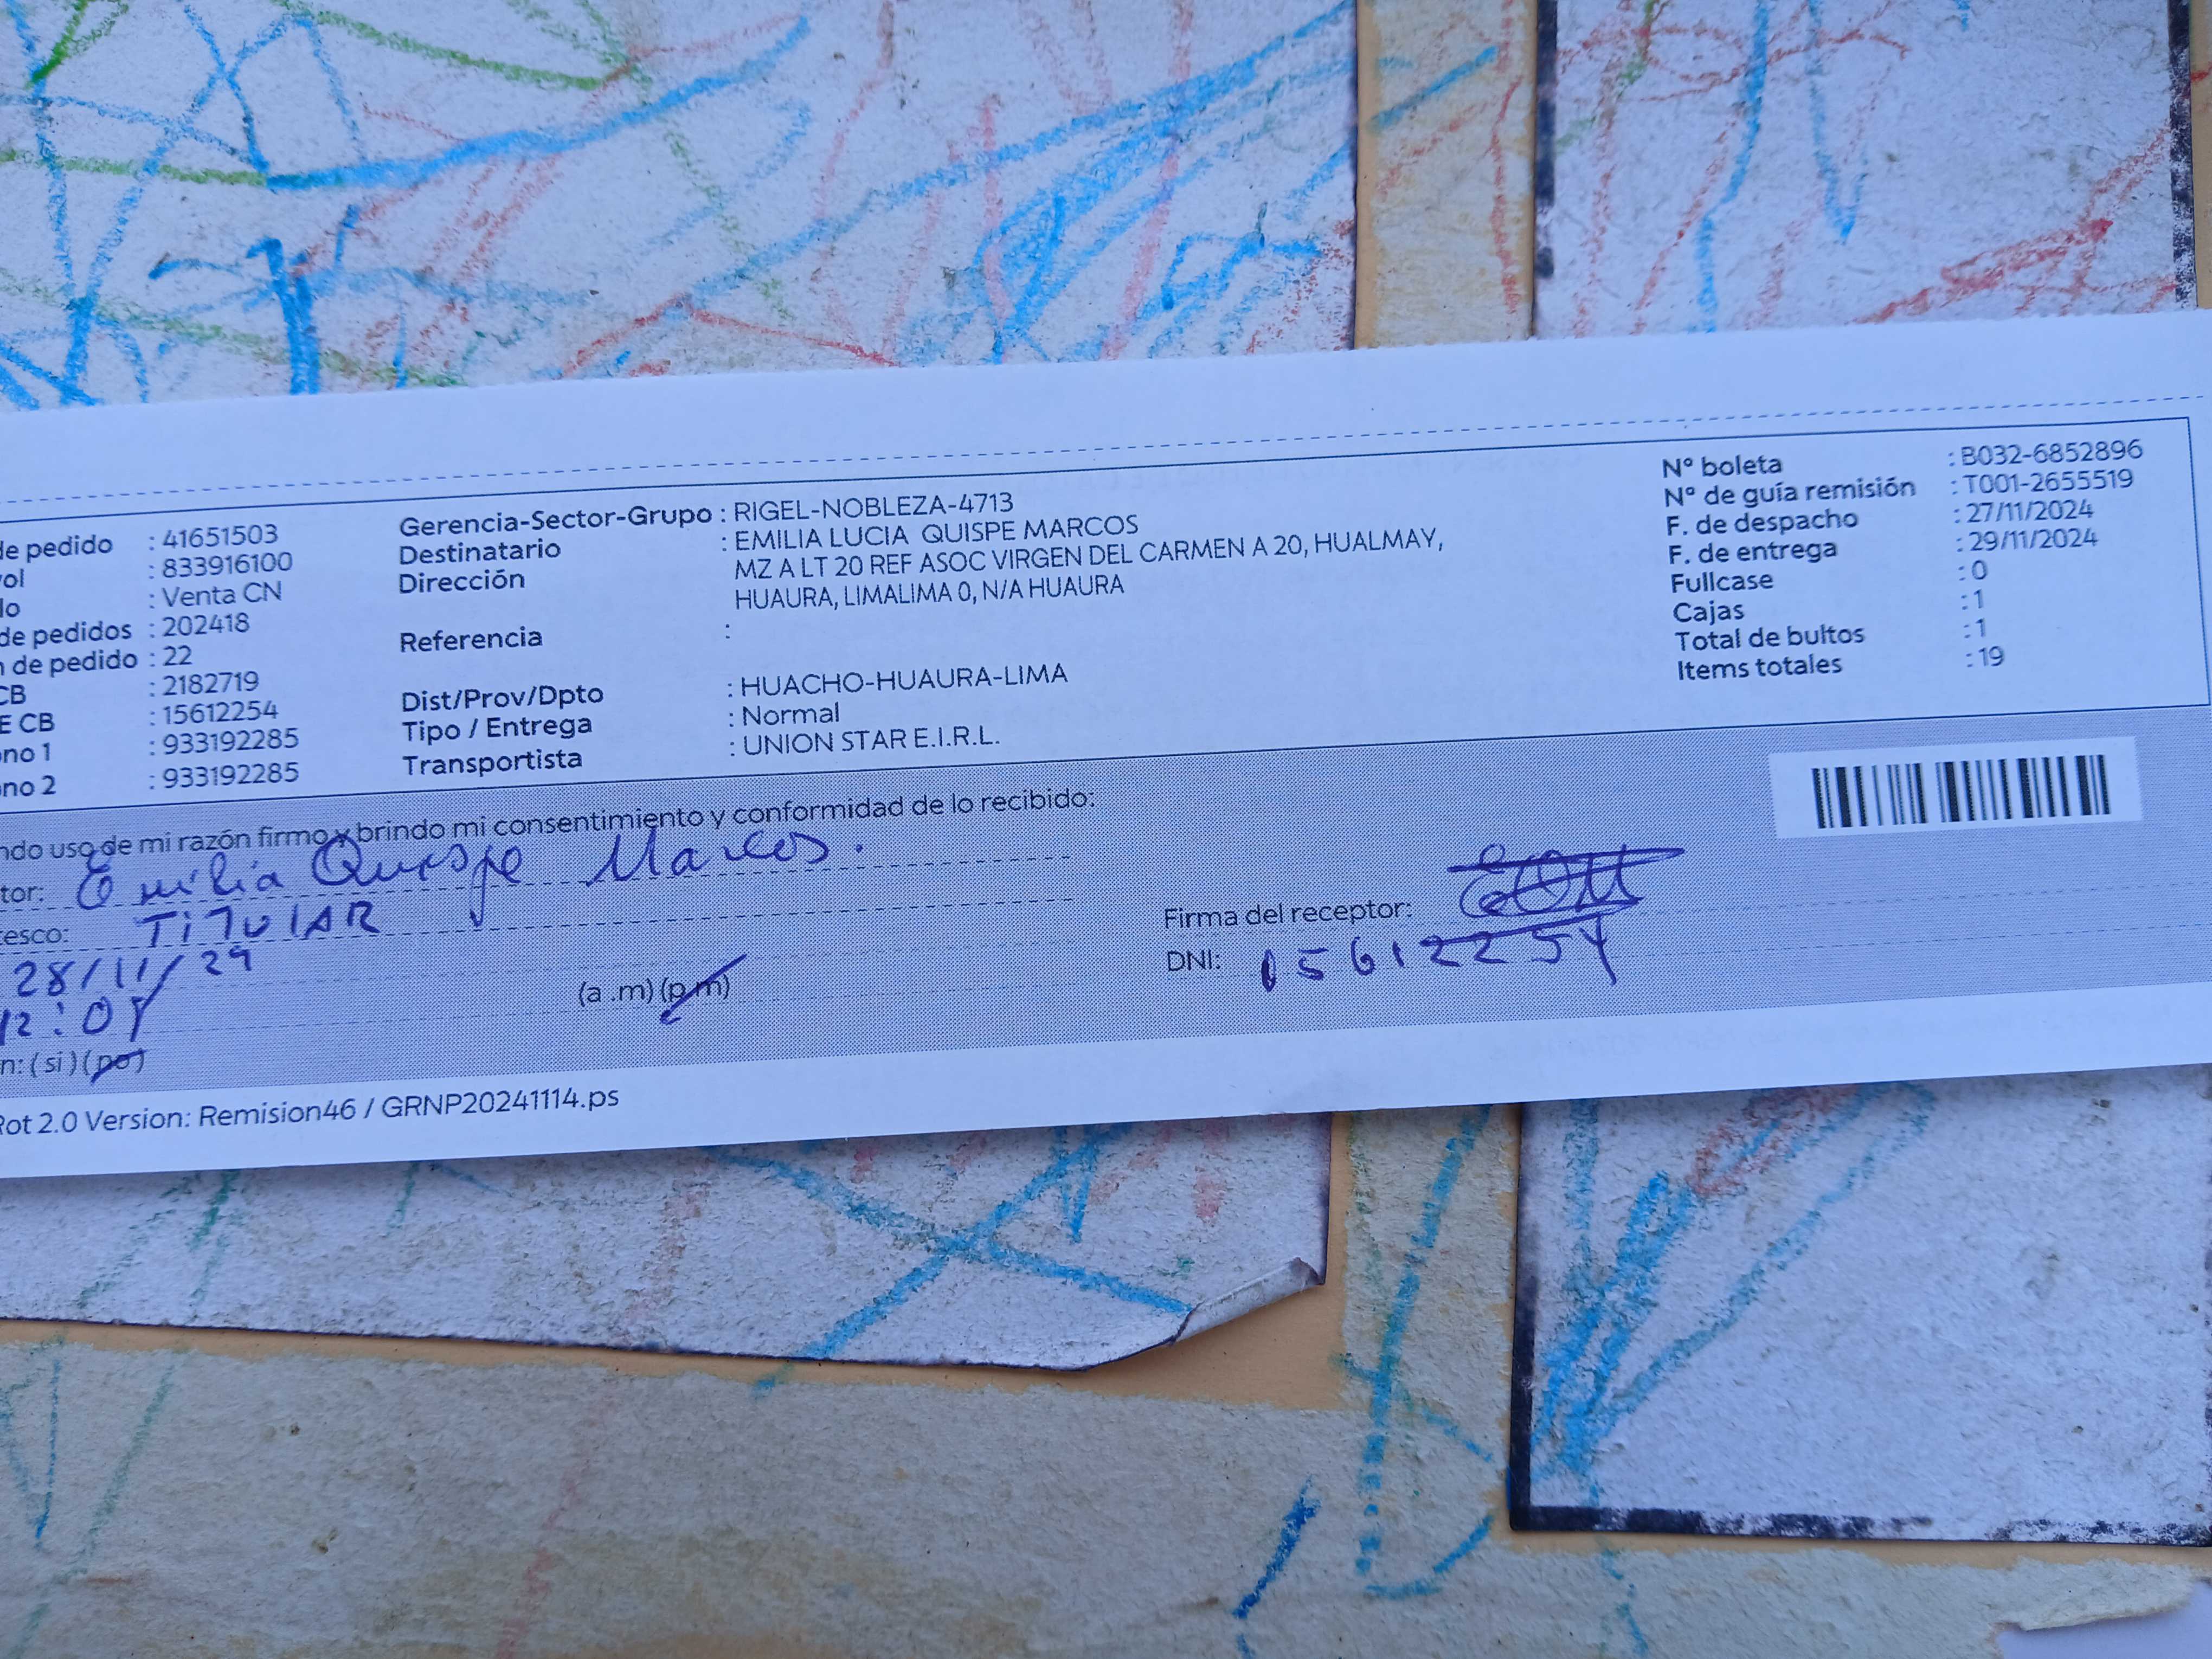 de pedido : 41651503
ol : 833916100
lo : Venta CN
de pedidos : 202418
n de pedido : 22
CB : 2182719
E CB : 15612254
no 1 : 933192285
no 2 : 933192285
Gerencia-Sector-Grupo : RIGEL-NOBLEZA-4713
Destinatario : EMILIA LUCIA QUISPE MARCOS
Dirección MZ A LT 20 REF ASOC VIRGEN DEL CARMEN A 20, HUALMAY,
HUAURA, LIMALIMA 0, N/A HUAURA
Referencia :
Dist/Prov/Dpto : HUACHO-HUAURA-LIMA
Tipo / Entrega : Normal
Transportista : UNION STAR E.I.R.L.
N° boleta : B032-6852896
N° de guía remisión : T001-2655519
F. de despacho : 27/11/2024
F. de entrega : 29/11/2024
Fullcase : 0
Cajas : 1
Total de bultos : 1
Items totales : 19
ndo uso de mi razón firmo y brindo mi consentimiento y conformidad de lo recibido:
tor: Emilia Quispe Marcos.
esco: TiTulAR
28/11/24
12:04 (a .m) (p.m)
n: ( si ) (no)
Firma del receptor:
DNI: 15612254
Rot 2.0 Version: Remision46 / GRNP20241114.ps